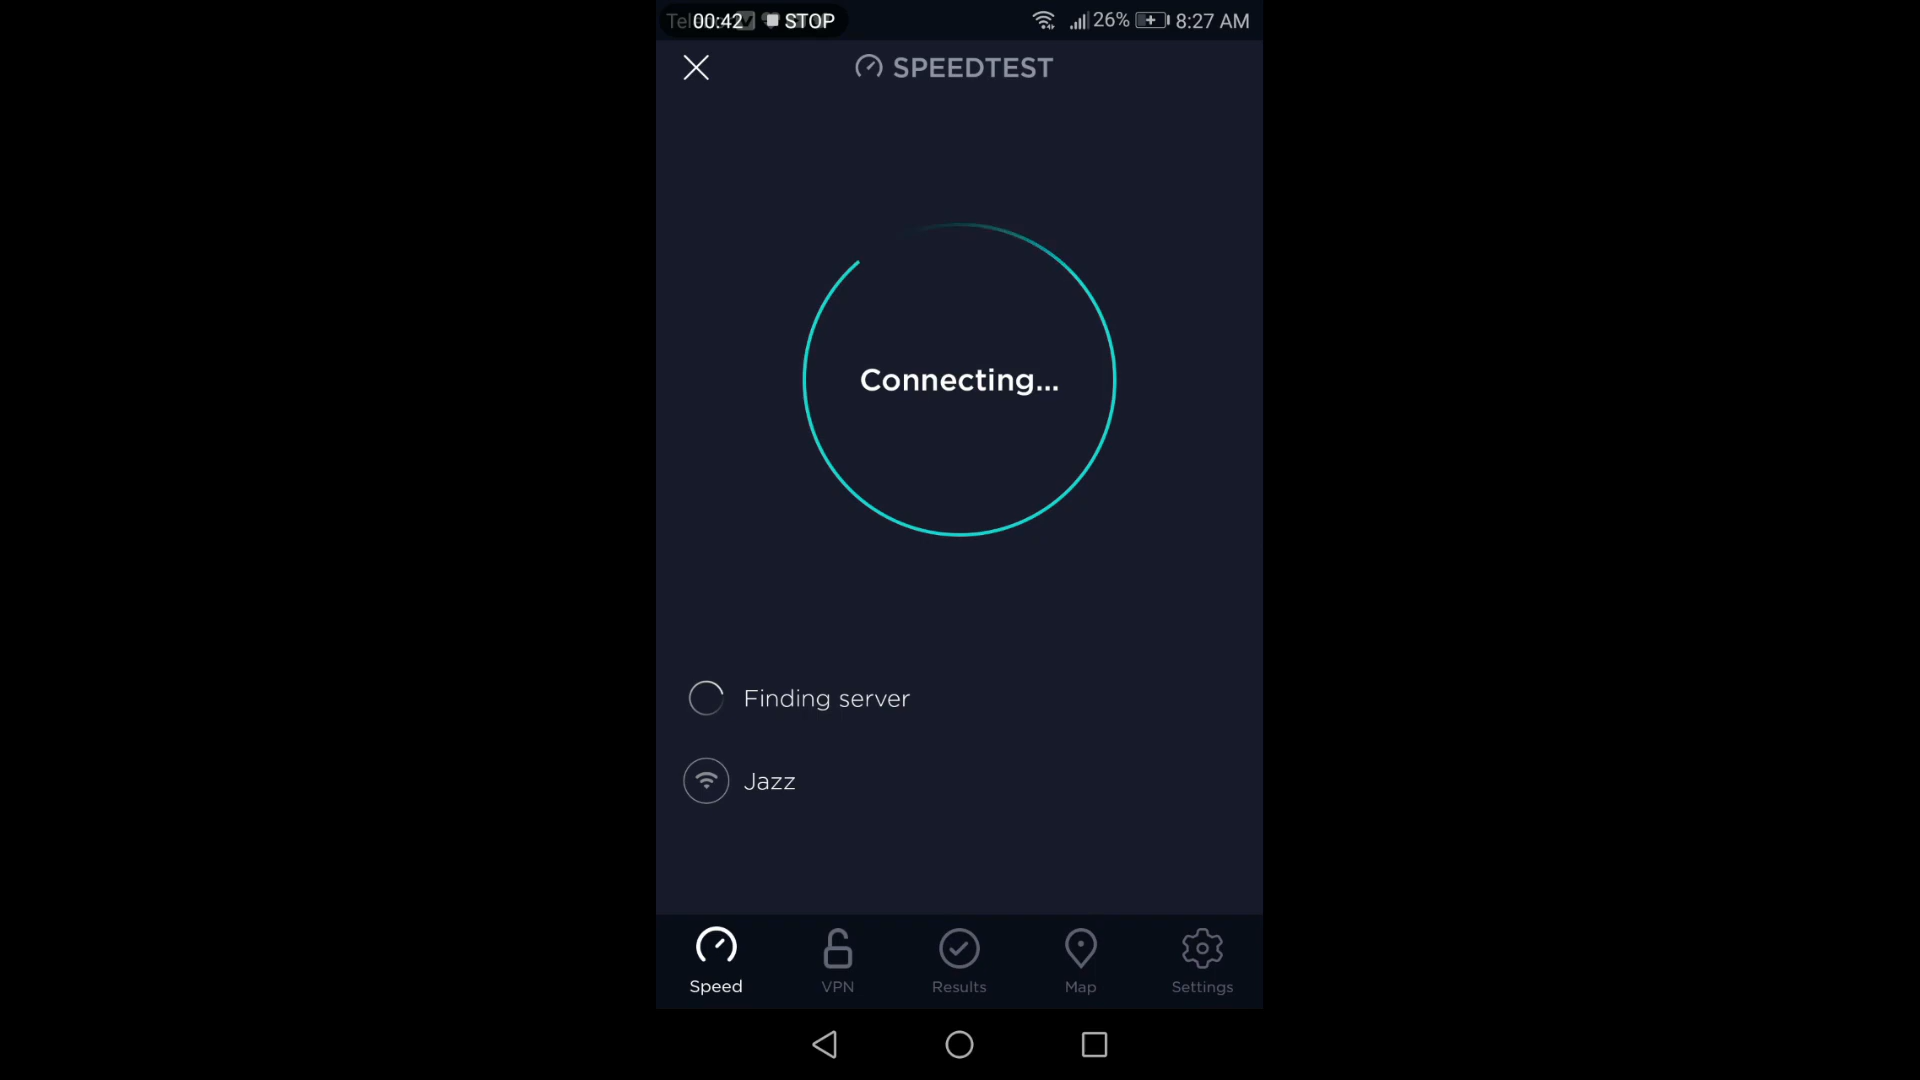 00:42 STOP 26% 8:27 AM
SPEEDTEST
Connecting...
Finding server
Jazz
Speed VPN Results Map Settings